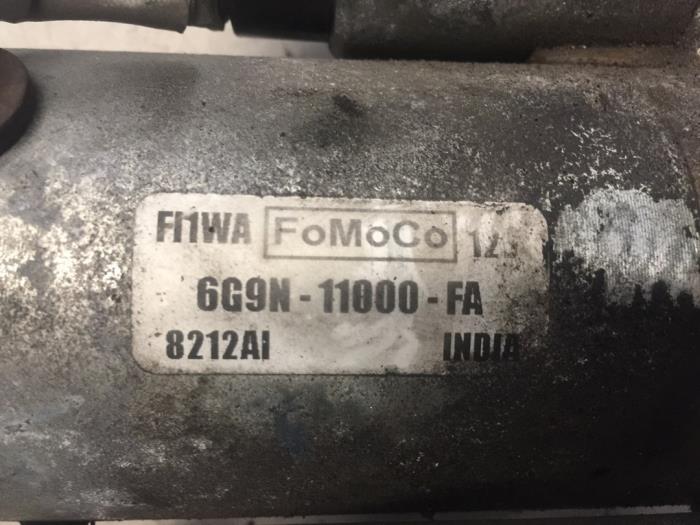 FI1WA FoMoCo
6G9N - 11000 - FA
8212AI INDIA